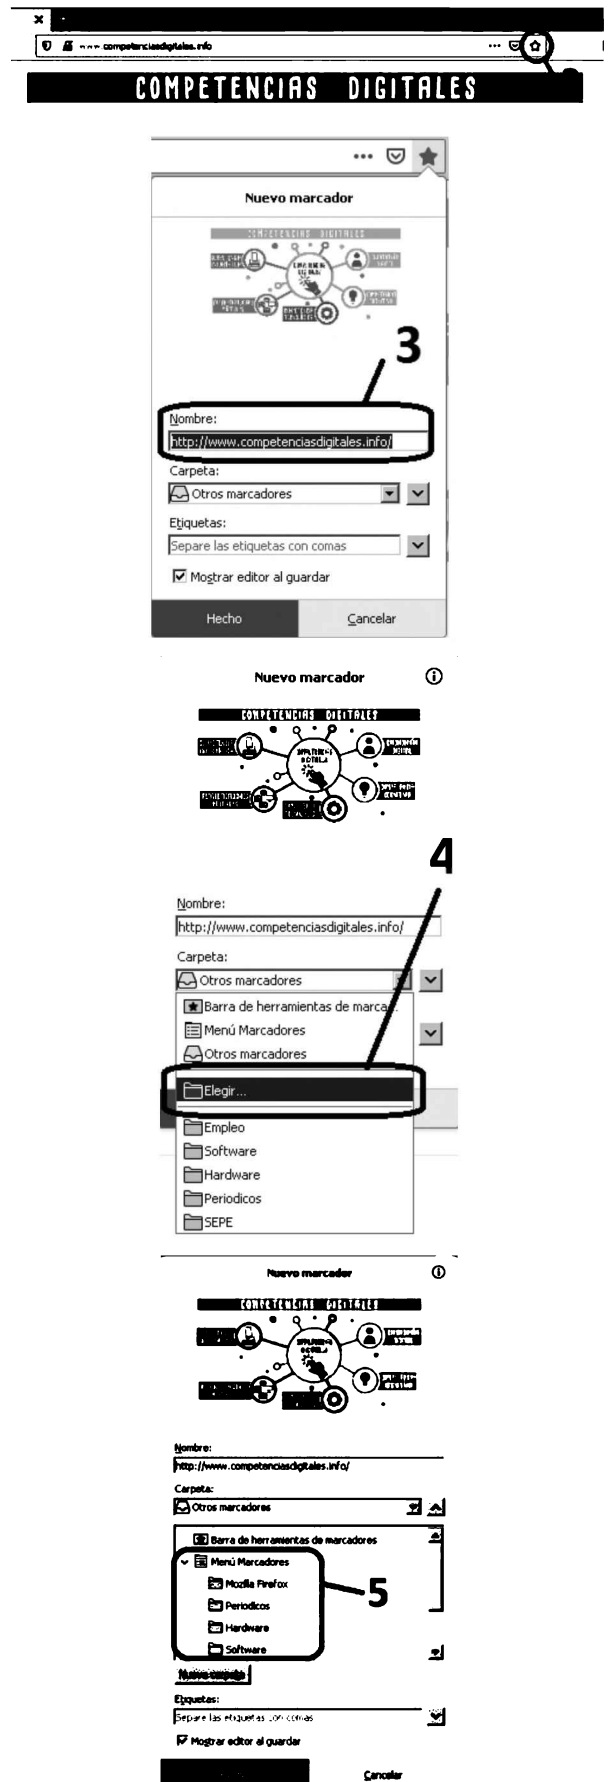 www.competenciasdigitales.info
COMPETENCIAS DIGITALES
Nuevo marcador
COMPETENCIAS DIGITALES
3
Nombre:
http://www.competenciasdigitales.info/
Carpeta:
Otros marcadores
Etiquetas:
Separe las etiquetas con comas
Mostrar editor al guardar
Hecho
Cancelar
Nuevo marcador
COMPETENCIAS DIGITALES
4
Nombre:
http://www.competenciasdigitales.info/
Carpeta:
Otros marcadores
Barra de herramientas de marca...
Menú Marcadores
Otros marcadores
Elegir...
Empleo
Software
Hardware
Periodicos
SEPE
Nuevo marcador
COMPETENCIAS DIGITALES
Nombre:
http://www.competenciasdigitales.info/
Carpeta:
Otros marcadores
Barra de herramientas de marcadores
Menú Marcadores
Mozilla Firefox
5
Periodicos
Hardware
Software
Nueva carpeta
Etiquetas:
Separe las etiquetas con comas
Mostrar editor al guardar
Cancelar